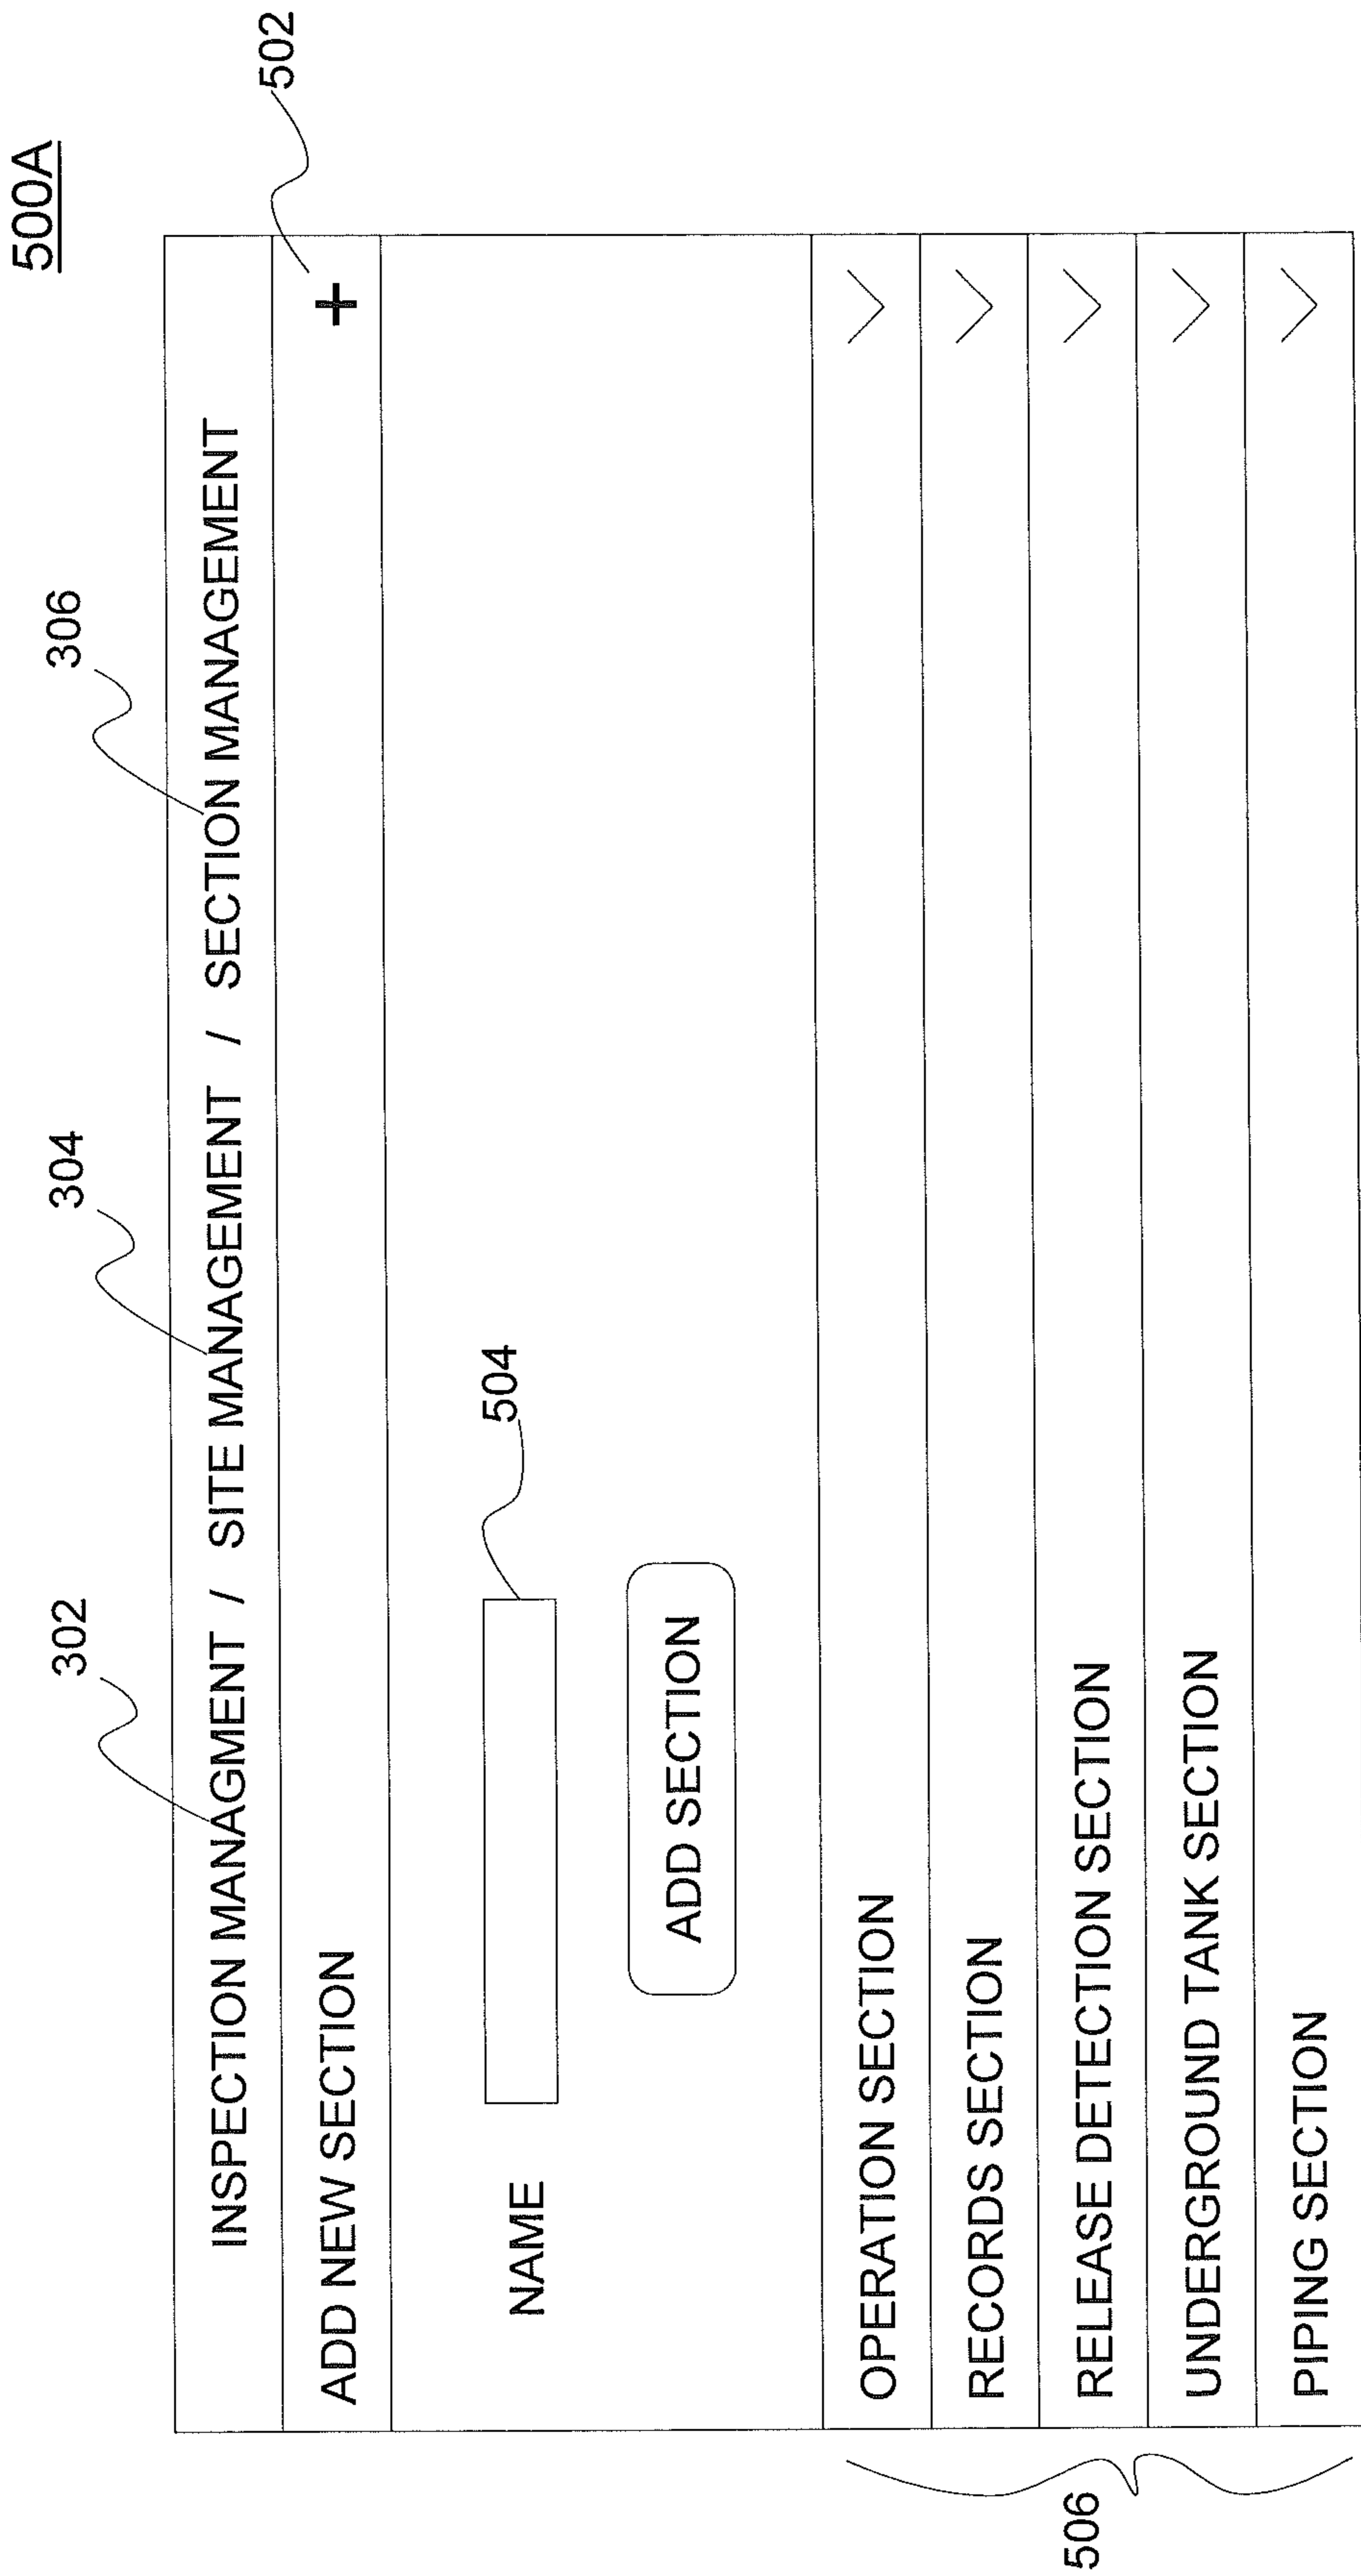 500A
302
304
306
INSPECTION MANAGMENT / SITE MANAGEMENT / SECTION MANAGEMENT
502
ADD NEW SECTION +
504
NAME
ADD SECTION
506
OPERATION SECTION
RECORDS SECTION
RELEASE DETECTION SECTION
UNDERGROUND TANK SECTION
PIPING SECTION